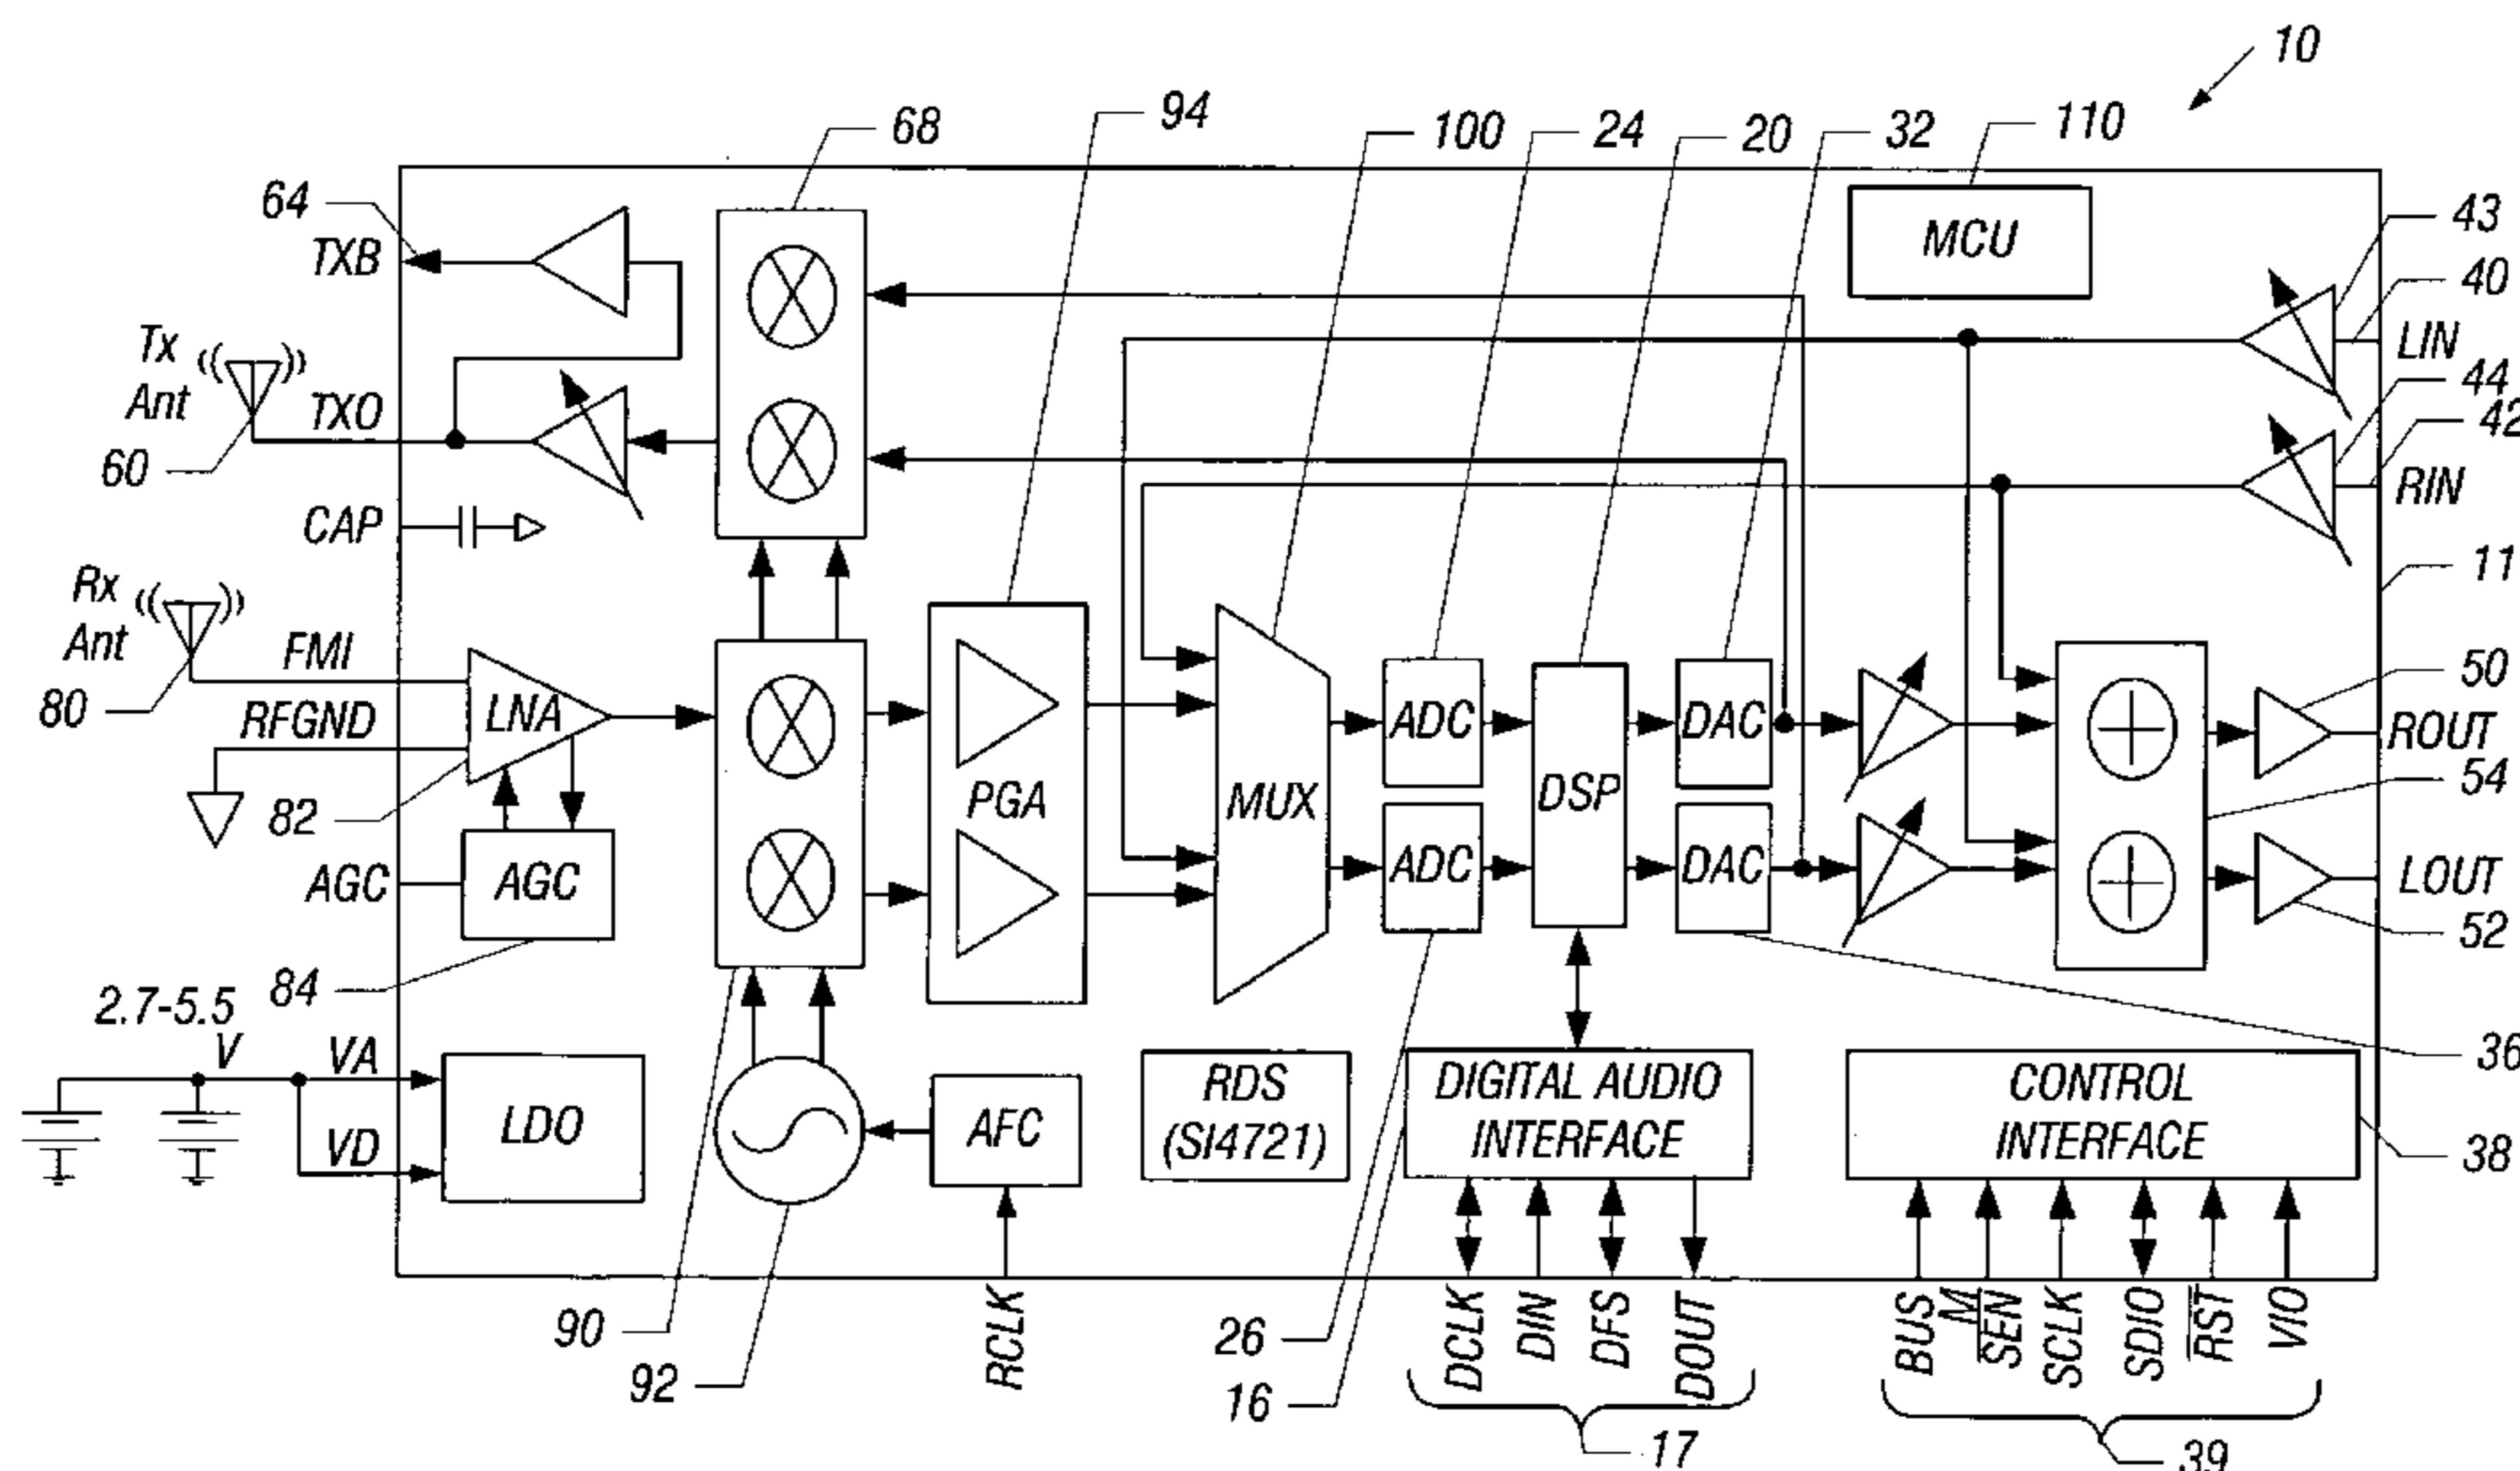 10
68
94
100
24
20
32
110
64
TXB
MCU
43
40
LIN
Tx
Ant
TXO
60
44
42
RIN
CAP
11
Rx
Ant
FMI
80
RFGND
LNA
82
PGA
MUX
ADC
DSP
DAC
50
ROUT
54
AGC
AGC
ADC
DAC
LOUT
52
84
2.7-5.5
V
VA
VD
LDO
AFC
RDS
(SI4721)
DIGITAL AUDIO
INTERFACE
CONTROL
INTERFACE
36
38
90
92
RCLK
26
16
DCLK
DIN
DFS
DOUT
17
BUS
M
SEN
SCLK
SDIO
RST
VIO
39